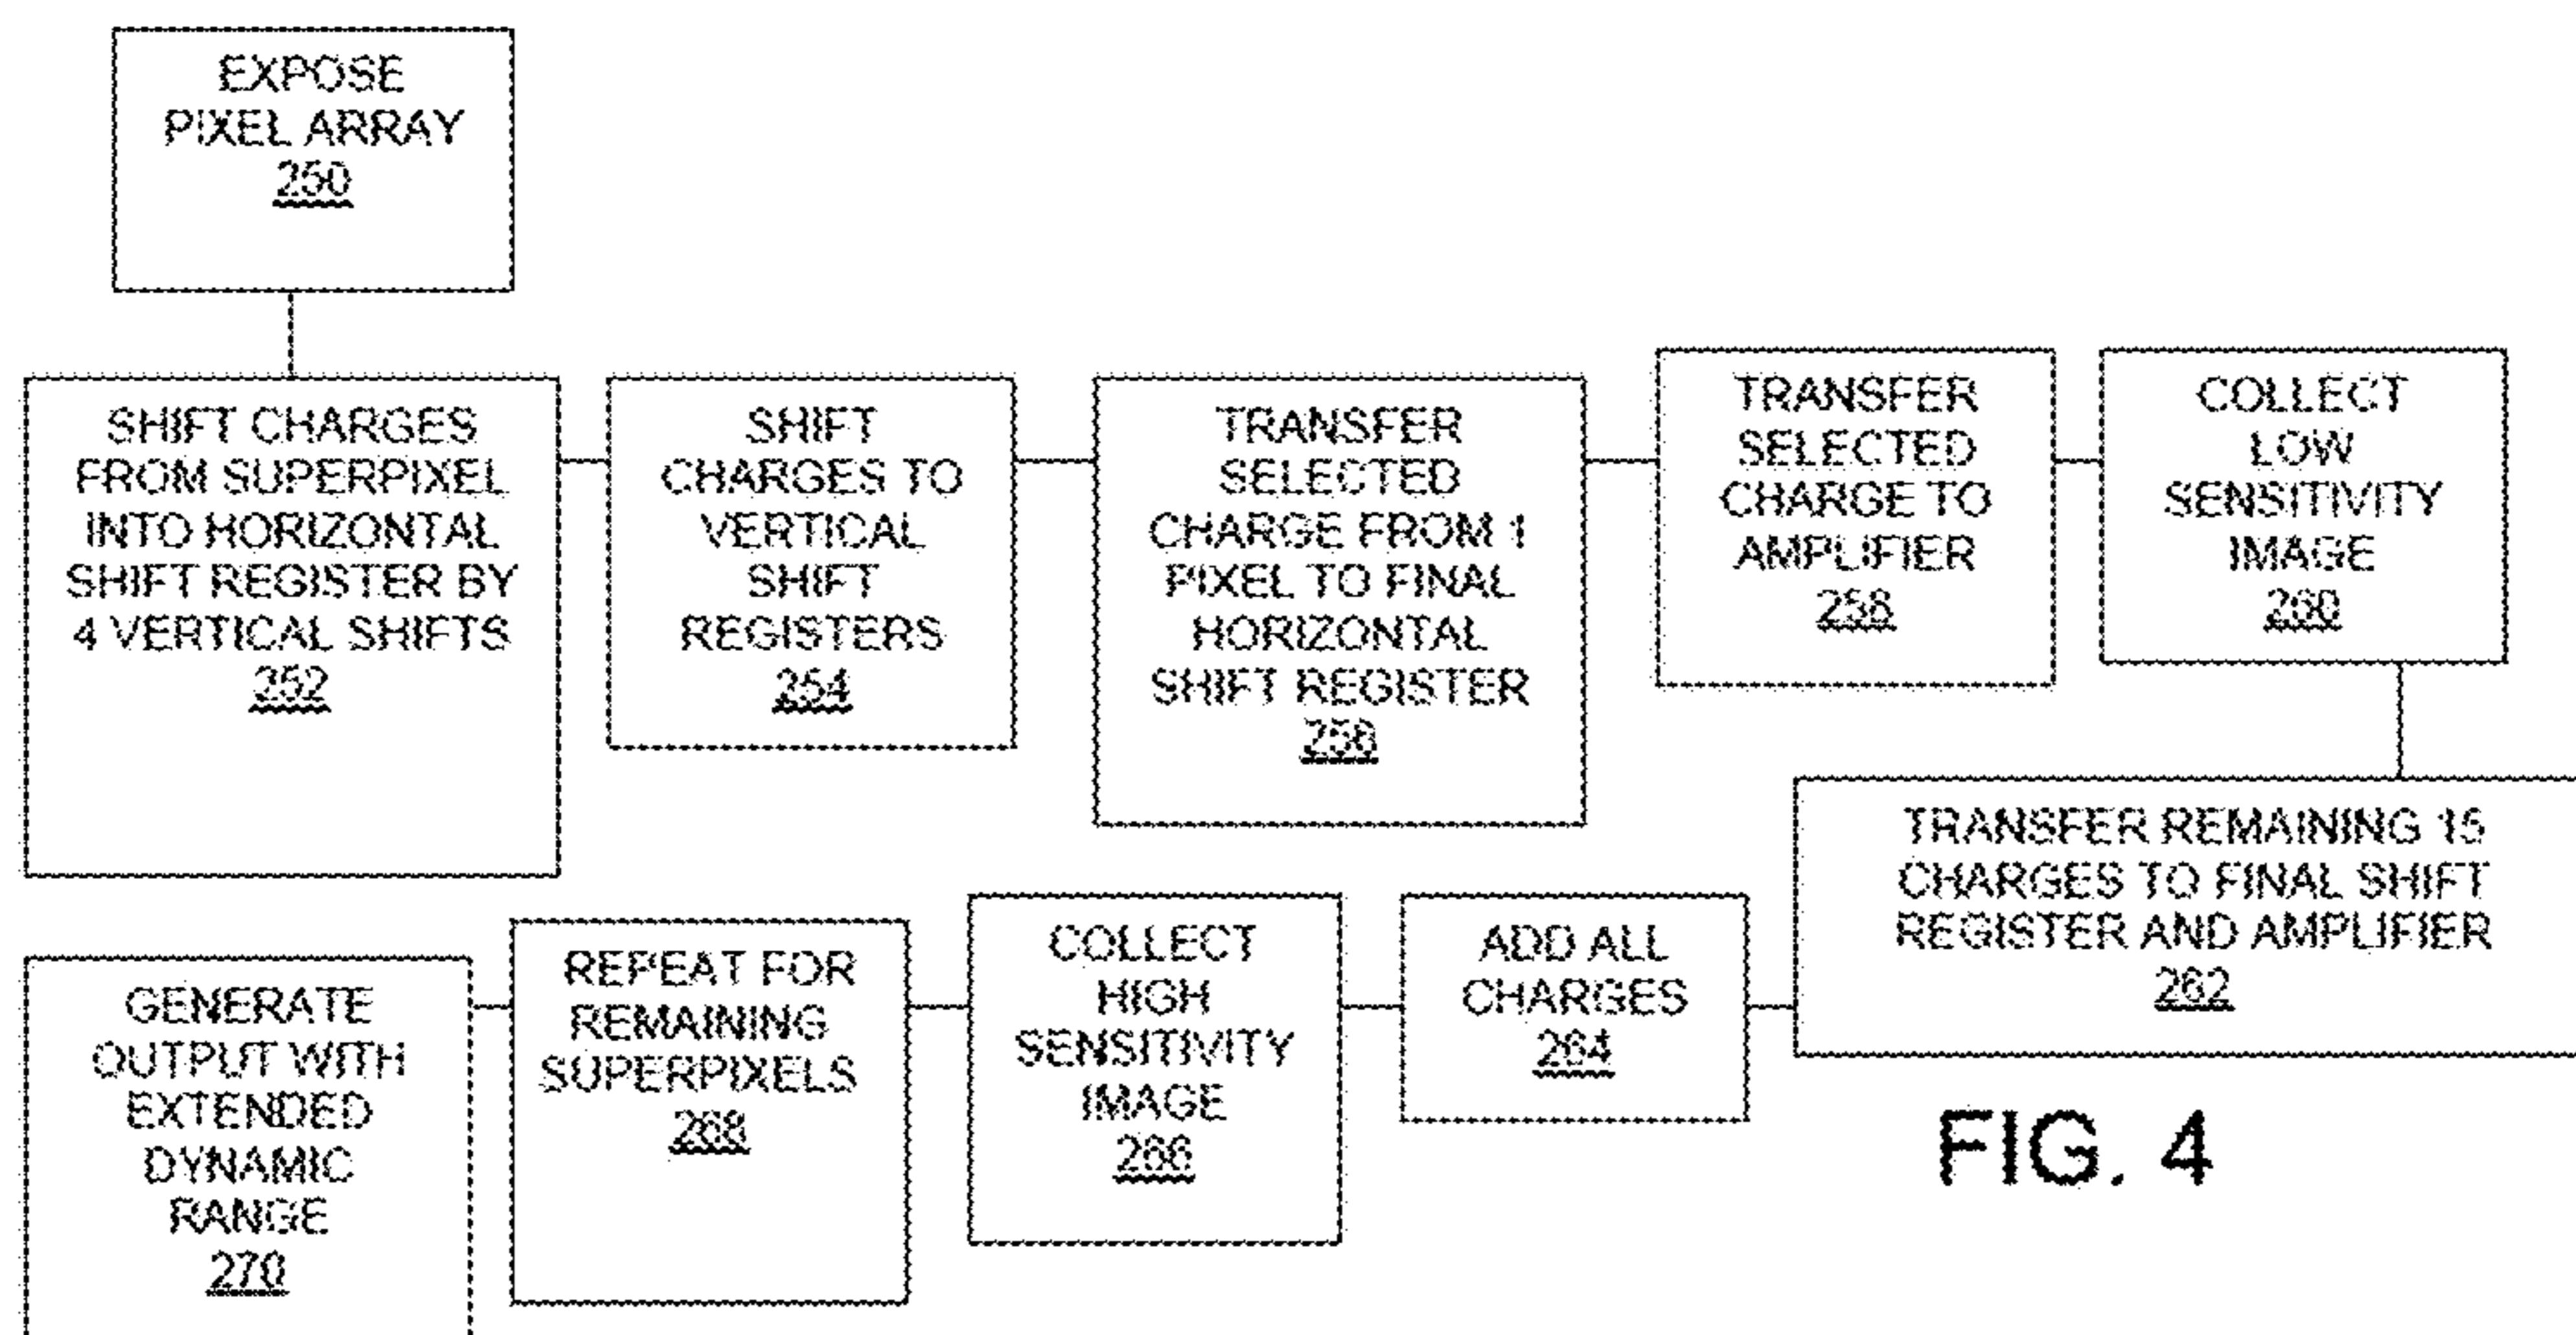 EXPOSE
PIXEL ARRAY
250
SHIFT CHARGES
FROM SUPERPIXEL
INTO HORIZONTAL
SHIFT REGISTER BY
4 VERTICAL SHIFTS
252
SHIFT
CHARGES TO
VERTICAL
SHIFT
REGISTERS
254
TRANSFER
SELECTED
CHARGE FROM 1
PIXEL TO FINAL
HORIZONTAL
SHIFT REGISTER
256
TRANSFER
SELECTED
CHARGE TO
AMPLIFIER
258
COLLECT
LOW
SENSITIVITY
IMAGE
260
TRANSFER REMAINING 15
CHARGES TO FINAL SHIFT
REGISTER AND AMPLIFIER
262
ADD ALL
CHARGES
264
COLLECT
HIGH
SENSITIVITY
IMAGE
266
REPEAT FOR
REMAINING
SUPERPIXELS
268
GENERATE
OUTPUT WITH
EXTENDED
DYNAMIC
RANGE
270
FIG. 4